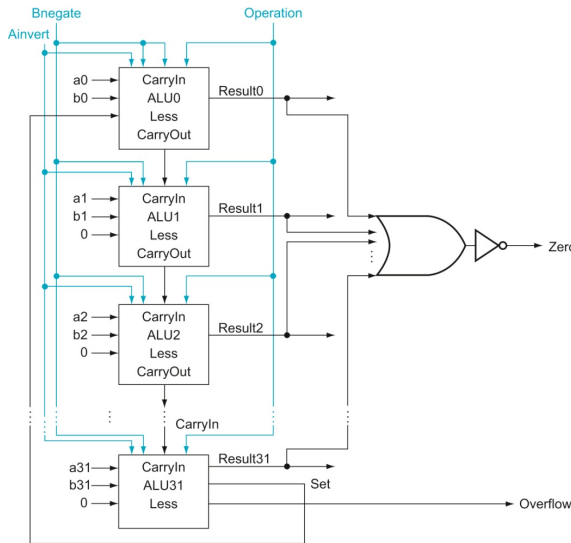 Bnegate
Operation
Ainvert
a0
b0
CarryIn
ALU0
Less
CarryOut
Result0
a1
b1
0
CarryIn
ALU1
Less
CarryOut
Result1
Zero
a2
b2
0
CarryIn
ALU2
Less
CarryOut
Result2
CarryIn
a31
b31
0
CarryIn
ALU31
Less
Result31
Set
Overflow